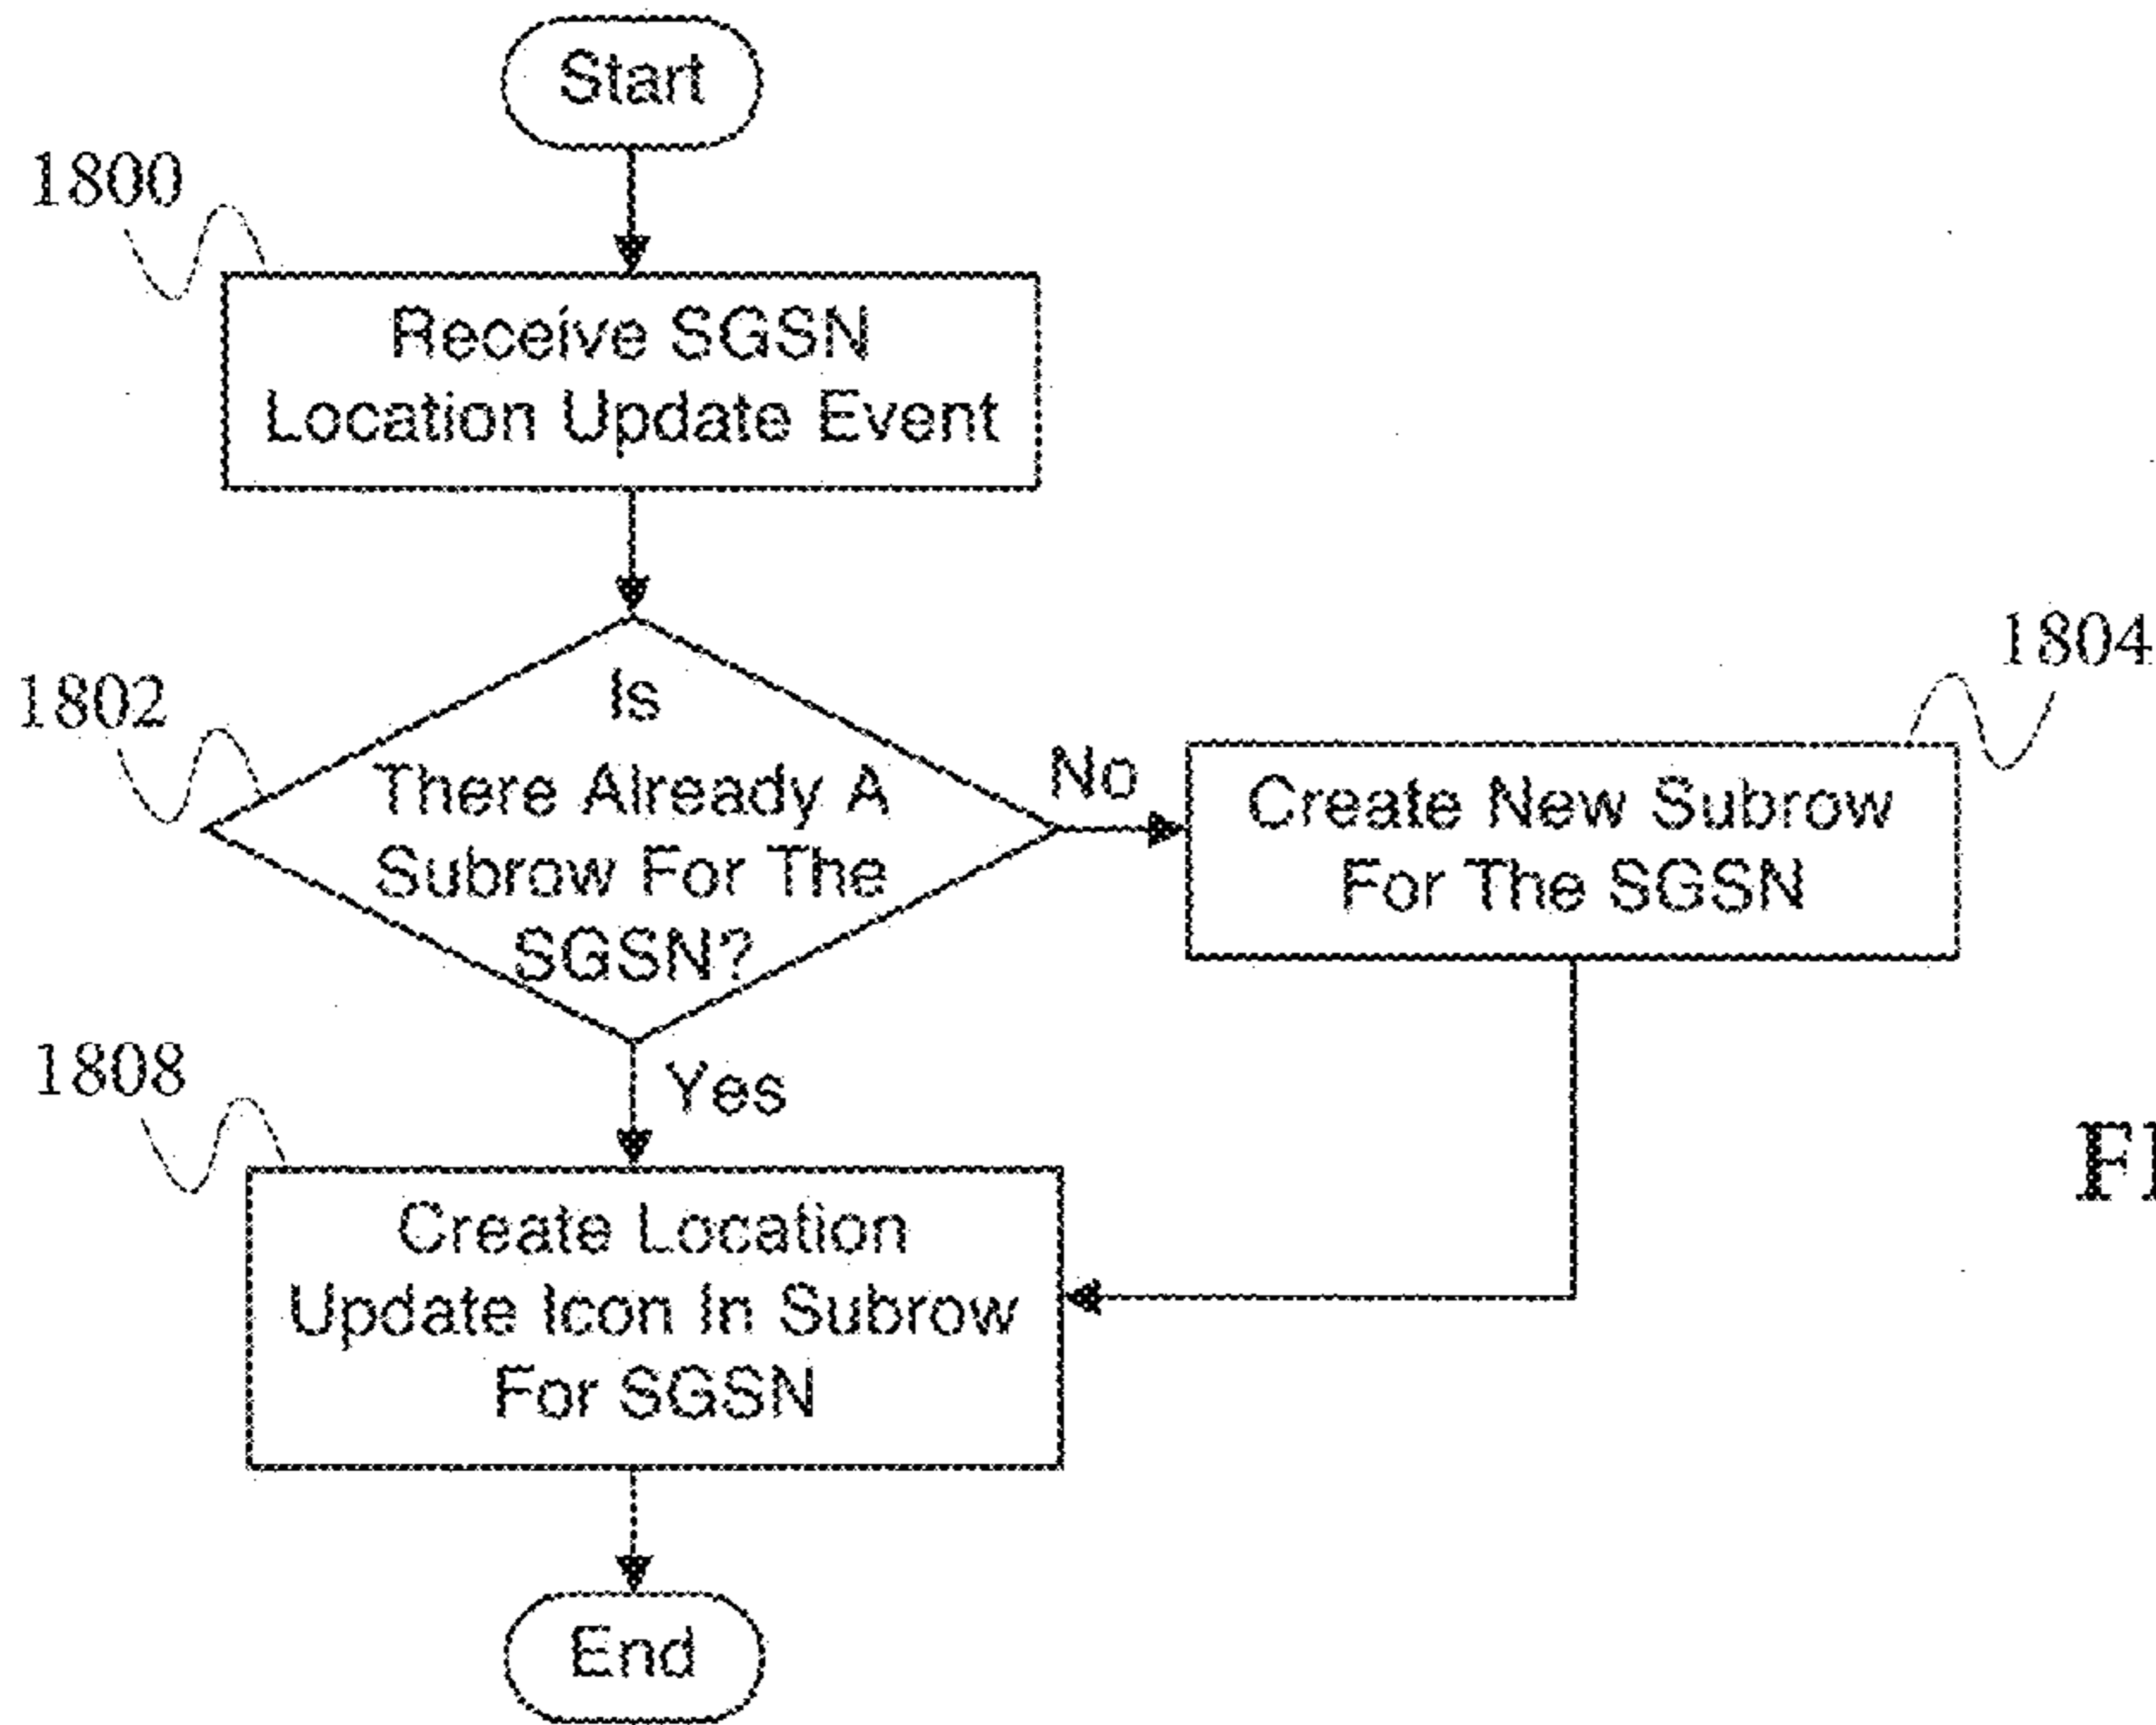 Start
1800
Receive SGSN
Location Update Event
1802
Is
There Already A
Subrow For The
SGSN?
No
1804
Create New Subrow
For The SGSN
Yes
1808
Create Location
Update Icon In Subrow
For SGSN
End